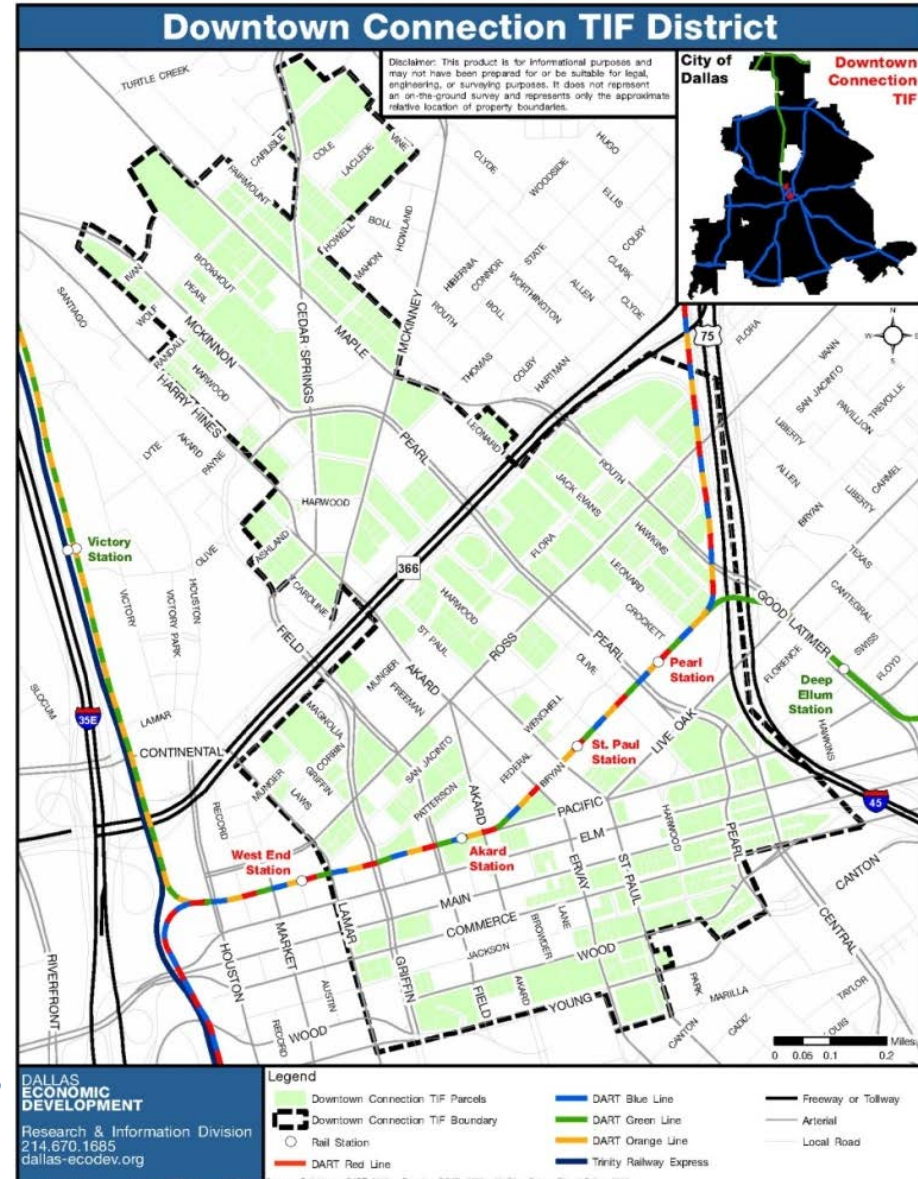 Downtown Connection TIF District
Disclaimer: This product is for informational purposes and
may not have been prepared for or be suitable for legal,
engineering, or surveying purposes. It does not represent
an on-the-ground survey and represents only the approximate
relative location of property boundaries.
City of
Dallas
Downtown
Connection
TIF
TURTLE CREEK
CARLISLE
COLE
LACLEDE
VINE
FAIRMOUNT
HOWELL
BOLL
HOWLAND
MAHON
CLYDE
WOODSIDE
HUGO
ELLIS
COLBY
CLARK
CLYDE
HIBERNIA
CONNOR
STATE
WORTHINGTON
ALLEN
ROUTH
BOLL
THOMAS
COLBY
HARTMAN
SANTIAGO
IVAN
WOLF
BOOKHOUT
PEARL
MCKINNON
RANDALL
HARWOOD
HARRY HINES
CEDAR SPRINGS
MAPLE
MCKINNEY
LEONARD
75
FLORA
N
W
E
S
VANN
SAN JACINTO
PAVILLION
TREVOLLE
LIBERTY
ALLEN
LIBERTY
CARMEL
BRYAN
TEXAS
CANTEGRAL
SWISS
FLOYD
LYTE
AKARD
PAYNE
PEARL
HARWOOD
ROUTH
JACK EVANS
HAWKINS
FLORA
LEONARD
CROCKETT
Victory
Station
OLIVE
ASHLAND
CAROLINE
366
HARWOOD
ST PAUL
ROSS
PEARL
OLIVE
GOOD LATIMER
FLORENCE
Pearl
Station
Deep
Ellum
Station
HAWKINS
VICTORY
VICTORY PARK
HOUSTON
FIELD
MUNGER
FREEMAN
AKARD
SLOCUM
35E
LAMAR
CONTINENTAL
MAGNOLIA
CORBIN
GRIFFIN
MUNGER
LAWS
SAN JACINTO
PATTERSON
AKARD
FEDERAL
WENCHELL
BRYAN
St. Paul
Station
LIVE OAK
45
RECORD
West End
Station
Akard
Station
PACIFIC
ELM
HARWOOD
PEARL
ERVAY
ST PAUL
MAIN
COMMERCE
JACKSON
BROWDER
LANE
WOOD
CANTON
CENTRAL
RIVERFRONT
HOUSTON
MARKET
LAMAR
AUSTIN
GRIFFIN
FIELD
AKARD
YOUNG
RECORD
WOOD
PARK
MARILLA
CANTON
CADIZ
TAYLOR
Miles
0 0.05 0.1 0.2
DALLAS
ECONOMIC
DEVELOPMENT
Research & Information Division
214.670.1685
dallas-ecodev.org
Legend
Downtown Connection TIF Parcels
Downtown Connection TIF Boundary
Rail Station
DART Red Line
DART Blue Line
DART Green Line
DART Orange Line
Trinity Railway Express
Freeway or Tollway
Arterial
Local Road